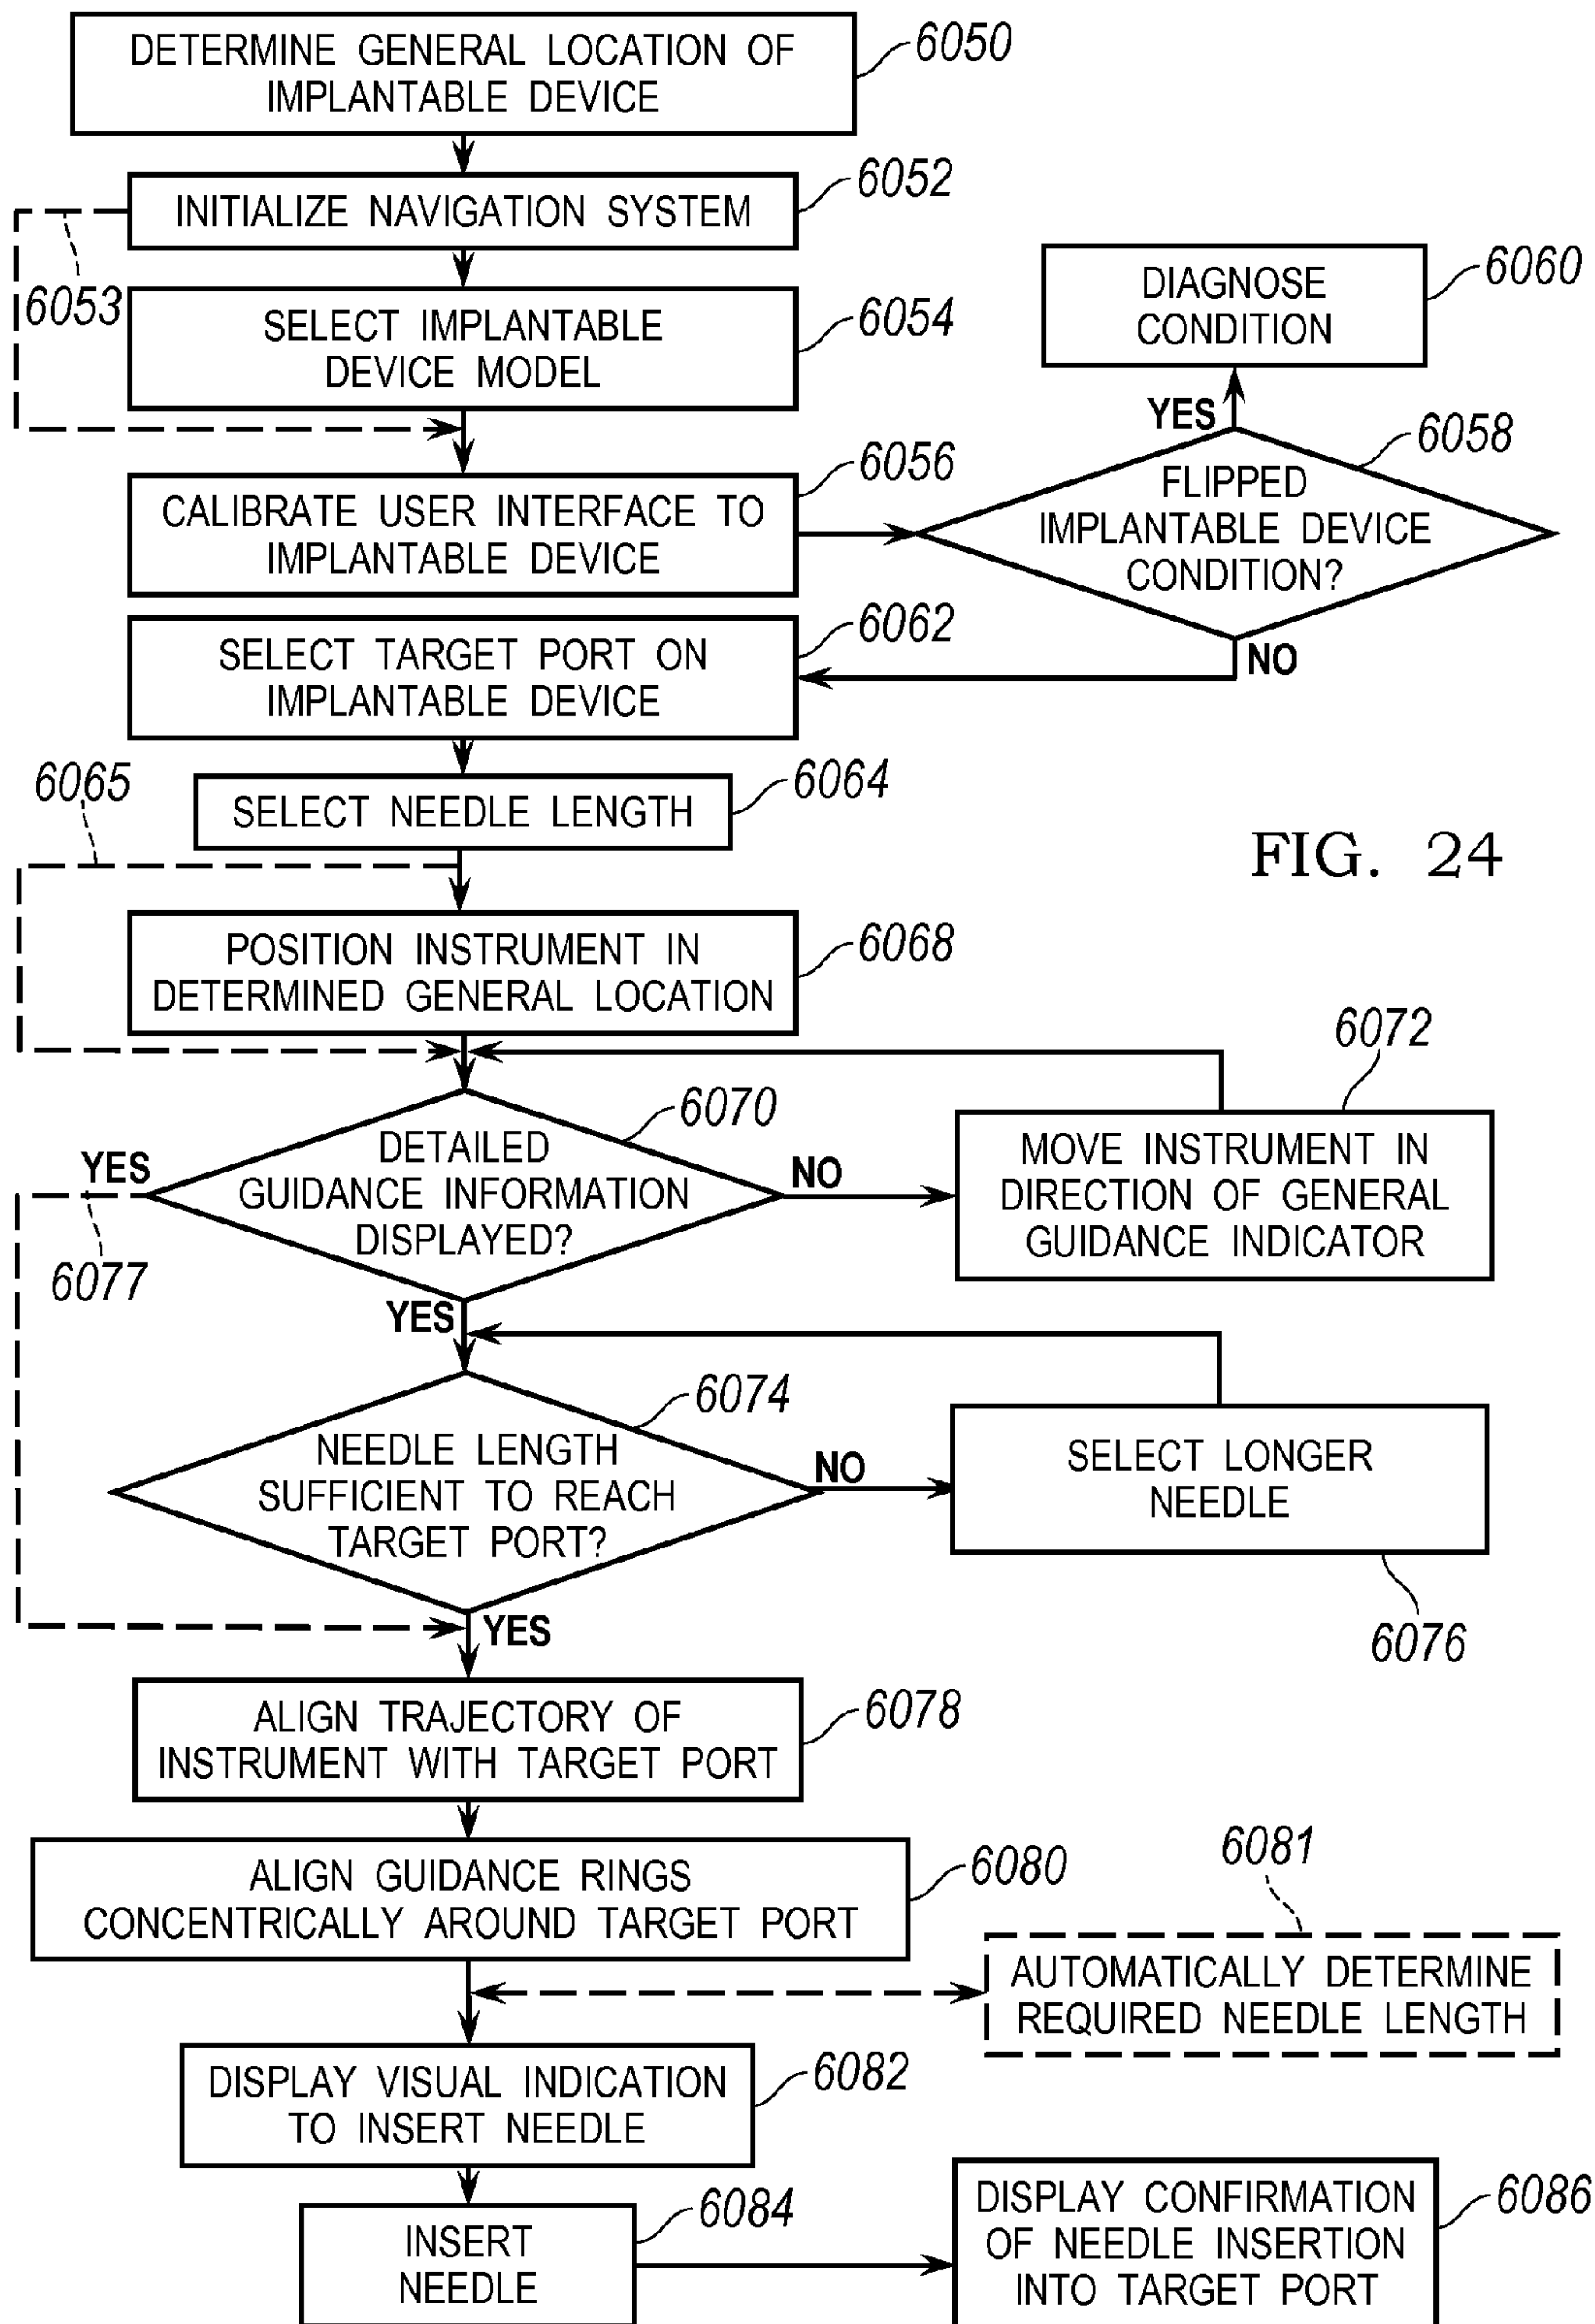 DETERMINE GENERAL LOCATION OF
IMPLANTABLE DEVICE
6050
INITIALIZE NAVIGATION SYSTEM
6052
6053
SELECT IMPLANTABLE
DEVICE MODEL
6054
DIAGNOSE
CONDITION
6060
YES
CALIBRATE USER INTERFACE TO
IMPLANTABLE DEVICE
6056
FLIPPED
IMPLANTABLE DEVICE
CONDITION?
6058
NO
SELECT TARGET PORT ON
IMPLANTABLE DEVICE
6062
SELECT NEEDLE LENGTH
6064
6065
FIG. 24
POSITION INSTRUMENT IN
DETERMINED GENERAL LOCATION
6068
DETAILED
GUIDANCE INFORMATION
DISPLAYED?
6070
YES
6077
NO
MOVE INSTRUMENT IN
DIRECTION OF GENERAL
GUIDANCE INDICATOR
6072
YES
NEEDLE LENGTH
SUFFICIENT TO REACH
TARGET PORT?
6074
NO
SELECT LONGER
NEEDLE
6076
YES
ALIGN TRAJECTORY OF
INSTRUMENT WITH TARGET PORT
6078
ALIGN GUIDANCE RINGS
CONCENTRICALLY AROUND TARGET PORT
6080
6081
AUTOMATICALLY DETERMINE
REQUIRED NEEDLE LENGTH
DISPLAY VISUAL INDICATION
TO INSERT NEEDLE
6082
INSERT
NEEDLE
6084
DISPLAY CONFIRMATION
OF NEEDLE INSERTION
INTO TARGET PORT
6086